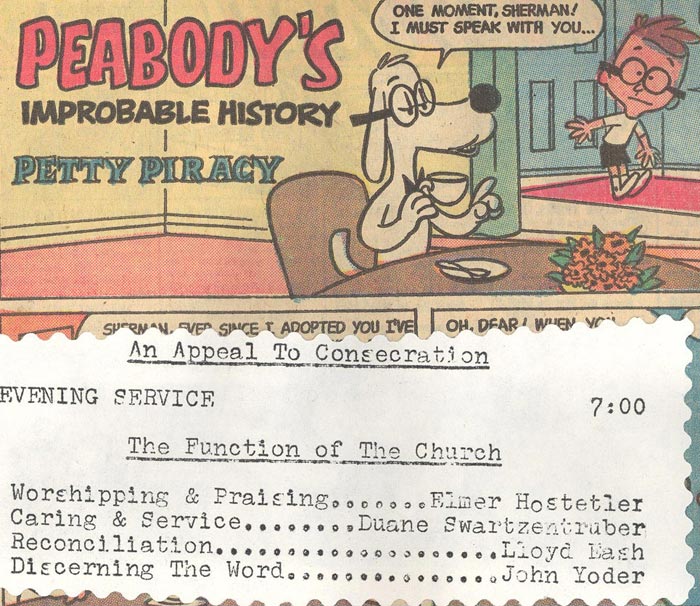 PEABODY'S
IMPROBABLE HISTORY
PETTY PIRACY
ONE MOMENT, SHERMAN!
I MUST SPEAK WITH YOU...
SHERMAN, EVER SINCE I ADOPTED YOU I'VE
OH, DEAR! WHEN YOU
An Appeal To Consecration
EVENING SERVICE 7:00
The Function of The Church
Worshipping & Praising.......Elmer Hostetler
Caring & Service........Duane Swartzentruber
Reconciliation.....................Lloyd Mash
Discerning The Word...............John Yoder